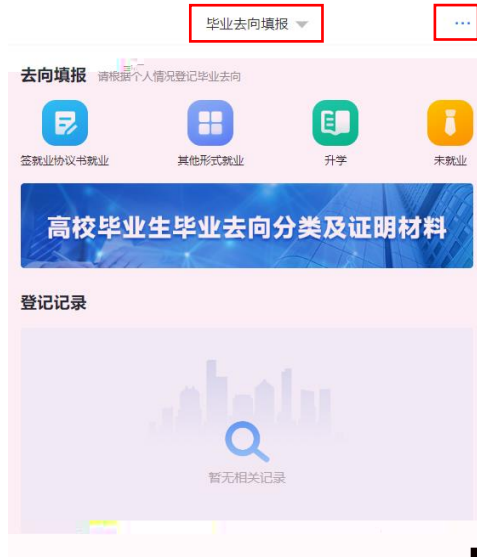 毕业去向填报
...
去向填报 请根据个人情况登记毕业去向
签就业协议书就业 其他形式就业 升学 未就业
高校毕业生毕业去向分类及证明材料
登记记录
暂无相关记录